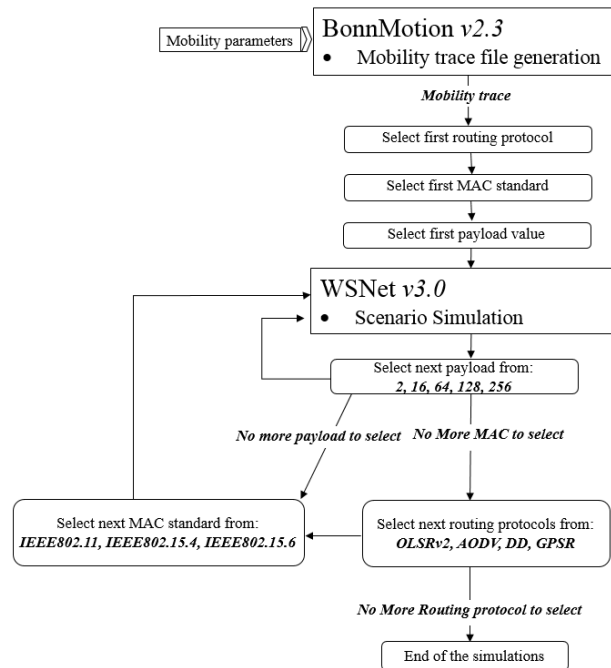 BonnMotion v2.3
Mobility parameters
• Mobility trace file generation
Mobility trace
Select first routing protocol
Select first MAC standard
Select first payload value
WSNet v3.0
• Scenario Simulation
Select next payload from:
2, 16, 64, 128, 256
No more payload to select
No More MAC to select
Select next MAC standard from:
IEEE802.11, IEEE802.15.4, IEEE802.15.6
Select next routing protocols from:
OLSRv2, AODV, DD, GPSR
No More Routing protocol to select
End of the simulations